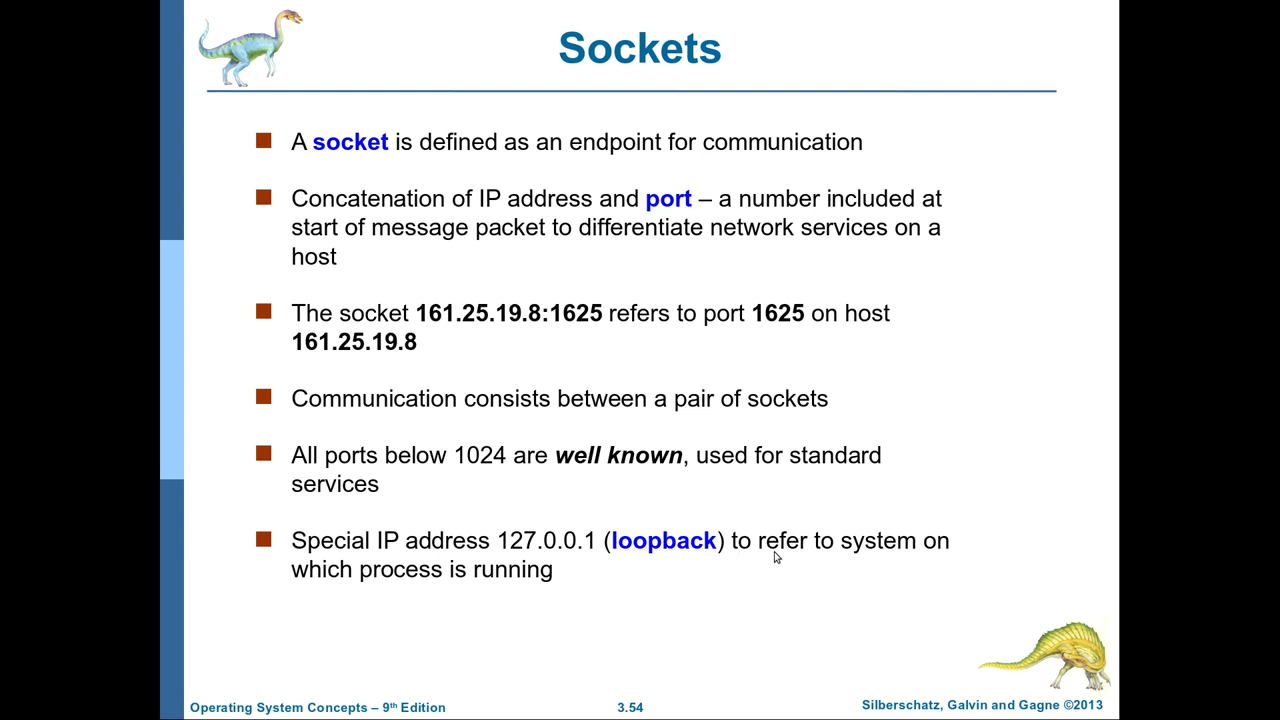 Sockets
A socket is defined as an endpoint for communication
Concatenation of IP address and port – a number included at
start of message packet to differentiate network services on a
host
The socket 161.25.19.8:1625 refers to port 1625 on host
161.25.19.8
Communication consists between a pair of sockets
All ports below 1024 are well known, used for standard
services
Special IP address 127.0.0.1 (loopback) to refer to system on
which process is running
Operating System Concepts – 9th Edition
3.54
Silberschatz, Galvin and Gagne ©2013